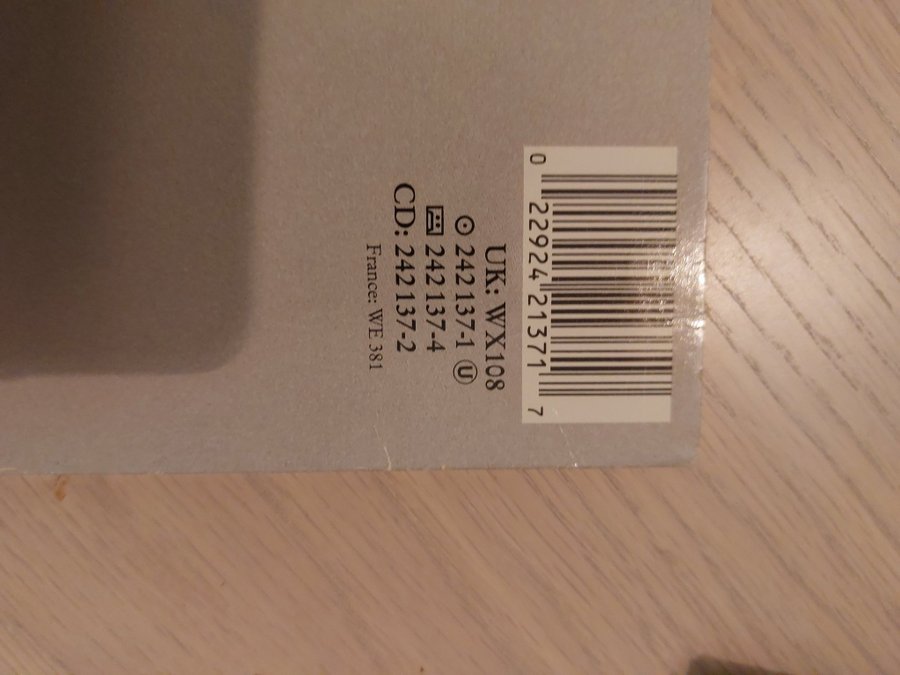 0 22924 21371 7
UK: WX108
242 137-1 U
242 137-4
CD: 242 137-2
France: WE 381